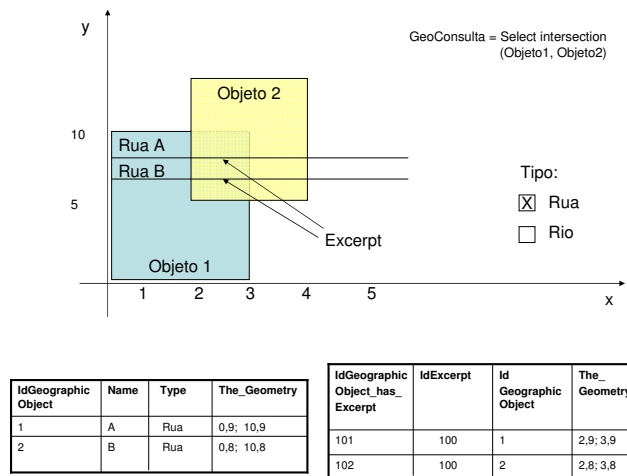 y
GeoConsulta = Select intersection
(Objeto1, Objeto2)
Objeto 2
10
Rua A
Rua B
5
Tipo:
X Rua
Rio
Excerpt
Objeto 1
1 2 3 4 5
x
IdGeographic
Object
Name
Type
The_Geometry
1 A Rua 0,9; 10,9
2 B Rua 0,8; 10,8
IdGeographic
Object_has_
Excerpt
IdExcerpt
Id
Geographic
Object
The_
Geometry
101 100 1 2,9; 3,9
102 100 2 2,8; 3,8